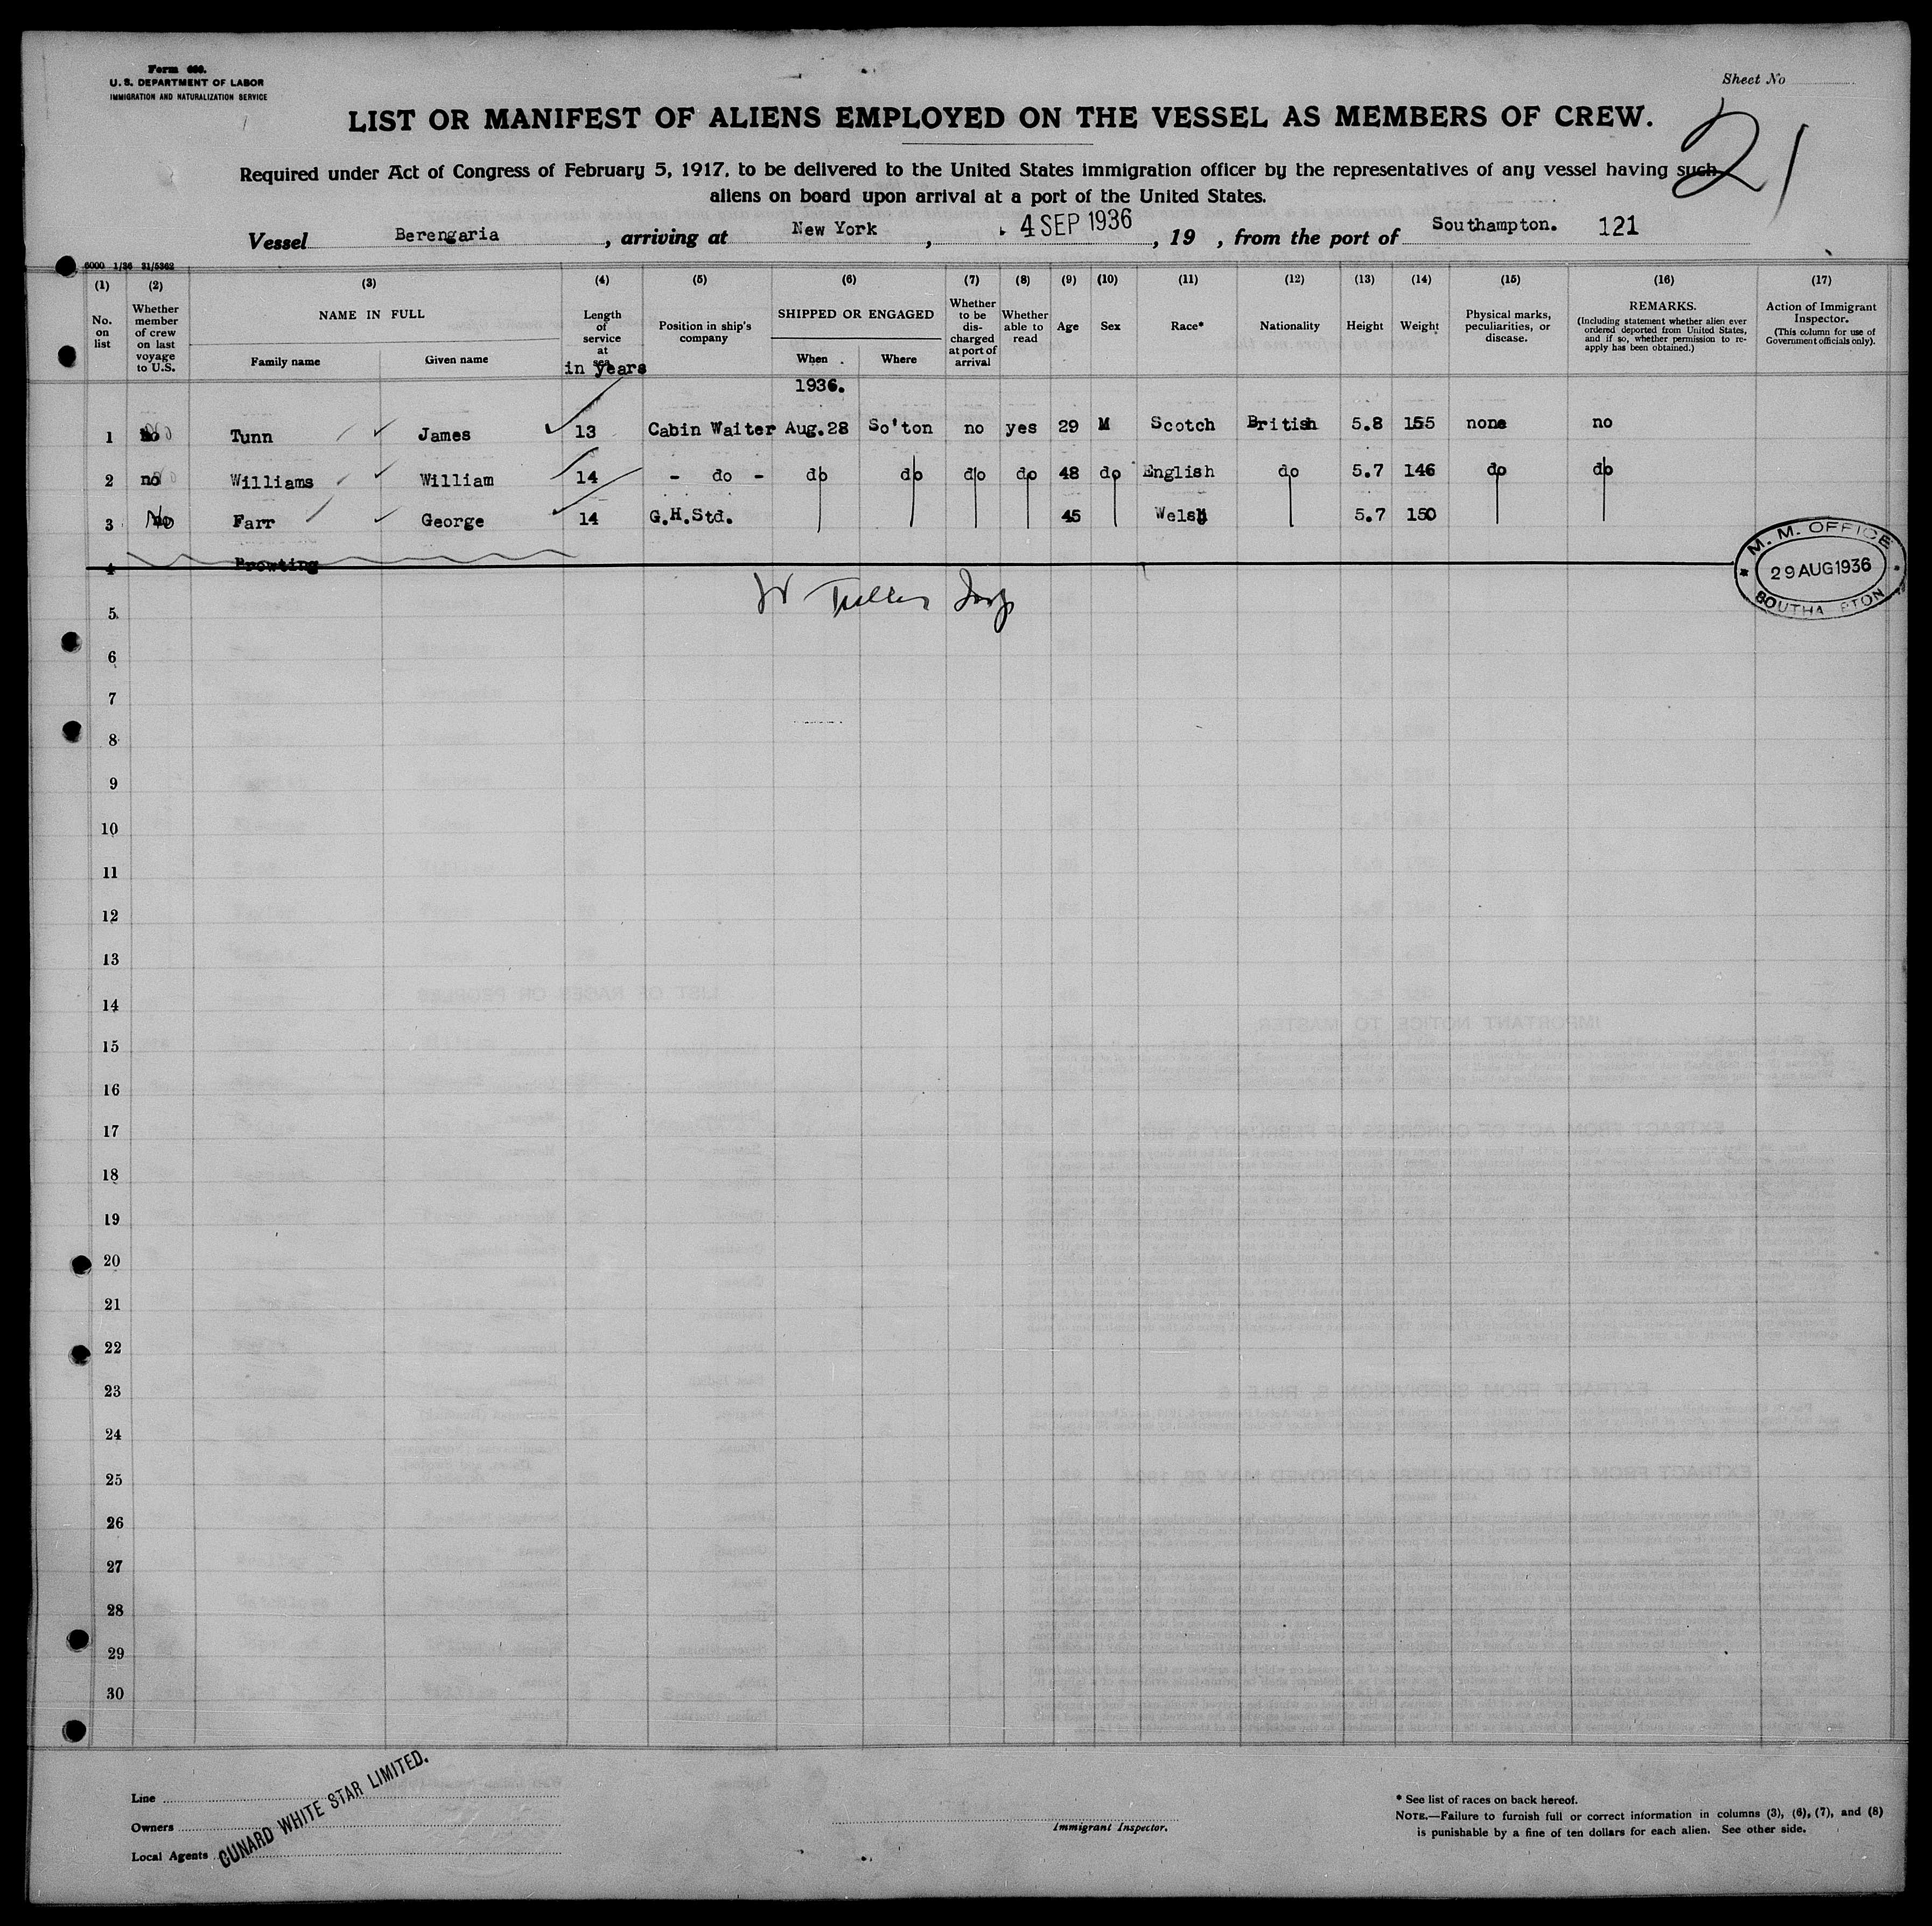 Form 689.
U. S. DEPARTMENT OF LABOR
IMMIGRATION AND NATURALIZATION SERVICE
Sheet No
21
LIST OR MANIFEST OF ALIENS EMPLOYED ON THE VESSEL AS MEMBERS OF CREW.
Required under Act of Congress of February 5, 1917, to be delivered to the United States immigration officer by the representatives of any vessel having such
aliens on board upon arrival at a port of the United States.
Vessel Berengaria, arriving at New York, 4 SEP 1936, 19 , from the port of Southampton. 121
6000 1/36 31/5362
(1) (2) (3) (4) (5) (6) (7) (8) (9) (10) (11) (12) (13) (14) (15) (16) (17)
No. on list
Whether member of crew on last voyage to U.S.
NAME IN FULL
Family name
Given name
Length of service at sea
in years
Position in ship's company
SHIPPED OR ENGAGED
When
Where
Whether to be discharged at port of arrival
Whether able to read
Age
Sex
Race*
Nationality
Height
Weight
Physical marks, peculiarities, or disease.
REMARKS.
(Including statement whether alien ever ordered deported from United States, and if so, whether permission to reapply has been obtained.)
Action of Immigrant Inspector.
(This column for use of Government officials only).
1936.
1 no Tunn James 13 Cabin Waiter Aug.28 So'ton no yes 29 M Scotch British 5.8 155 none no
2 no Williams William 14 - do - do do do do 48 do English do 5.7 146 do do
3 No Farr George 14 G.H.Std. 45 Welsh 5.7 150
4 Prowting
M. M. OFFICE
29 AUG 1936
SOUTHA PTON
5
6
7
8
9
10
11
12
13
14
15
16
17
18
19
20
21
22
23
24
25
26
27
28
29
30
Line
Owners
Local Agents
CUNARD WHITE STAR LIMITED.
Immigrant Inspector.
* See list of races on back hereof.
NOTE.—Failure to furnish full or correct information in columns (3), (6), (7), and (8)
is punishable by a fine of ten dollars for each alien. See other side.